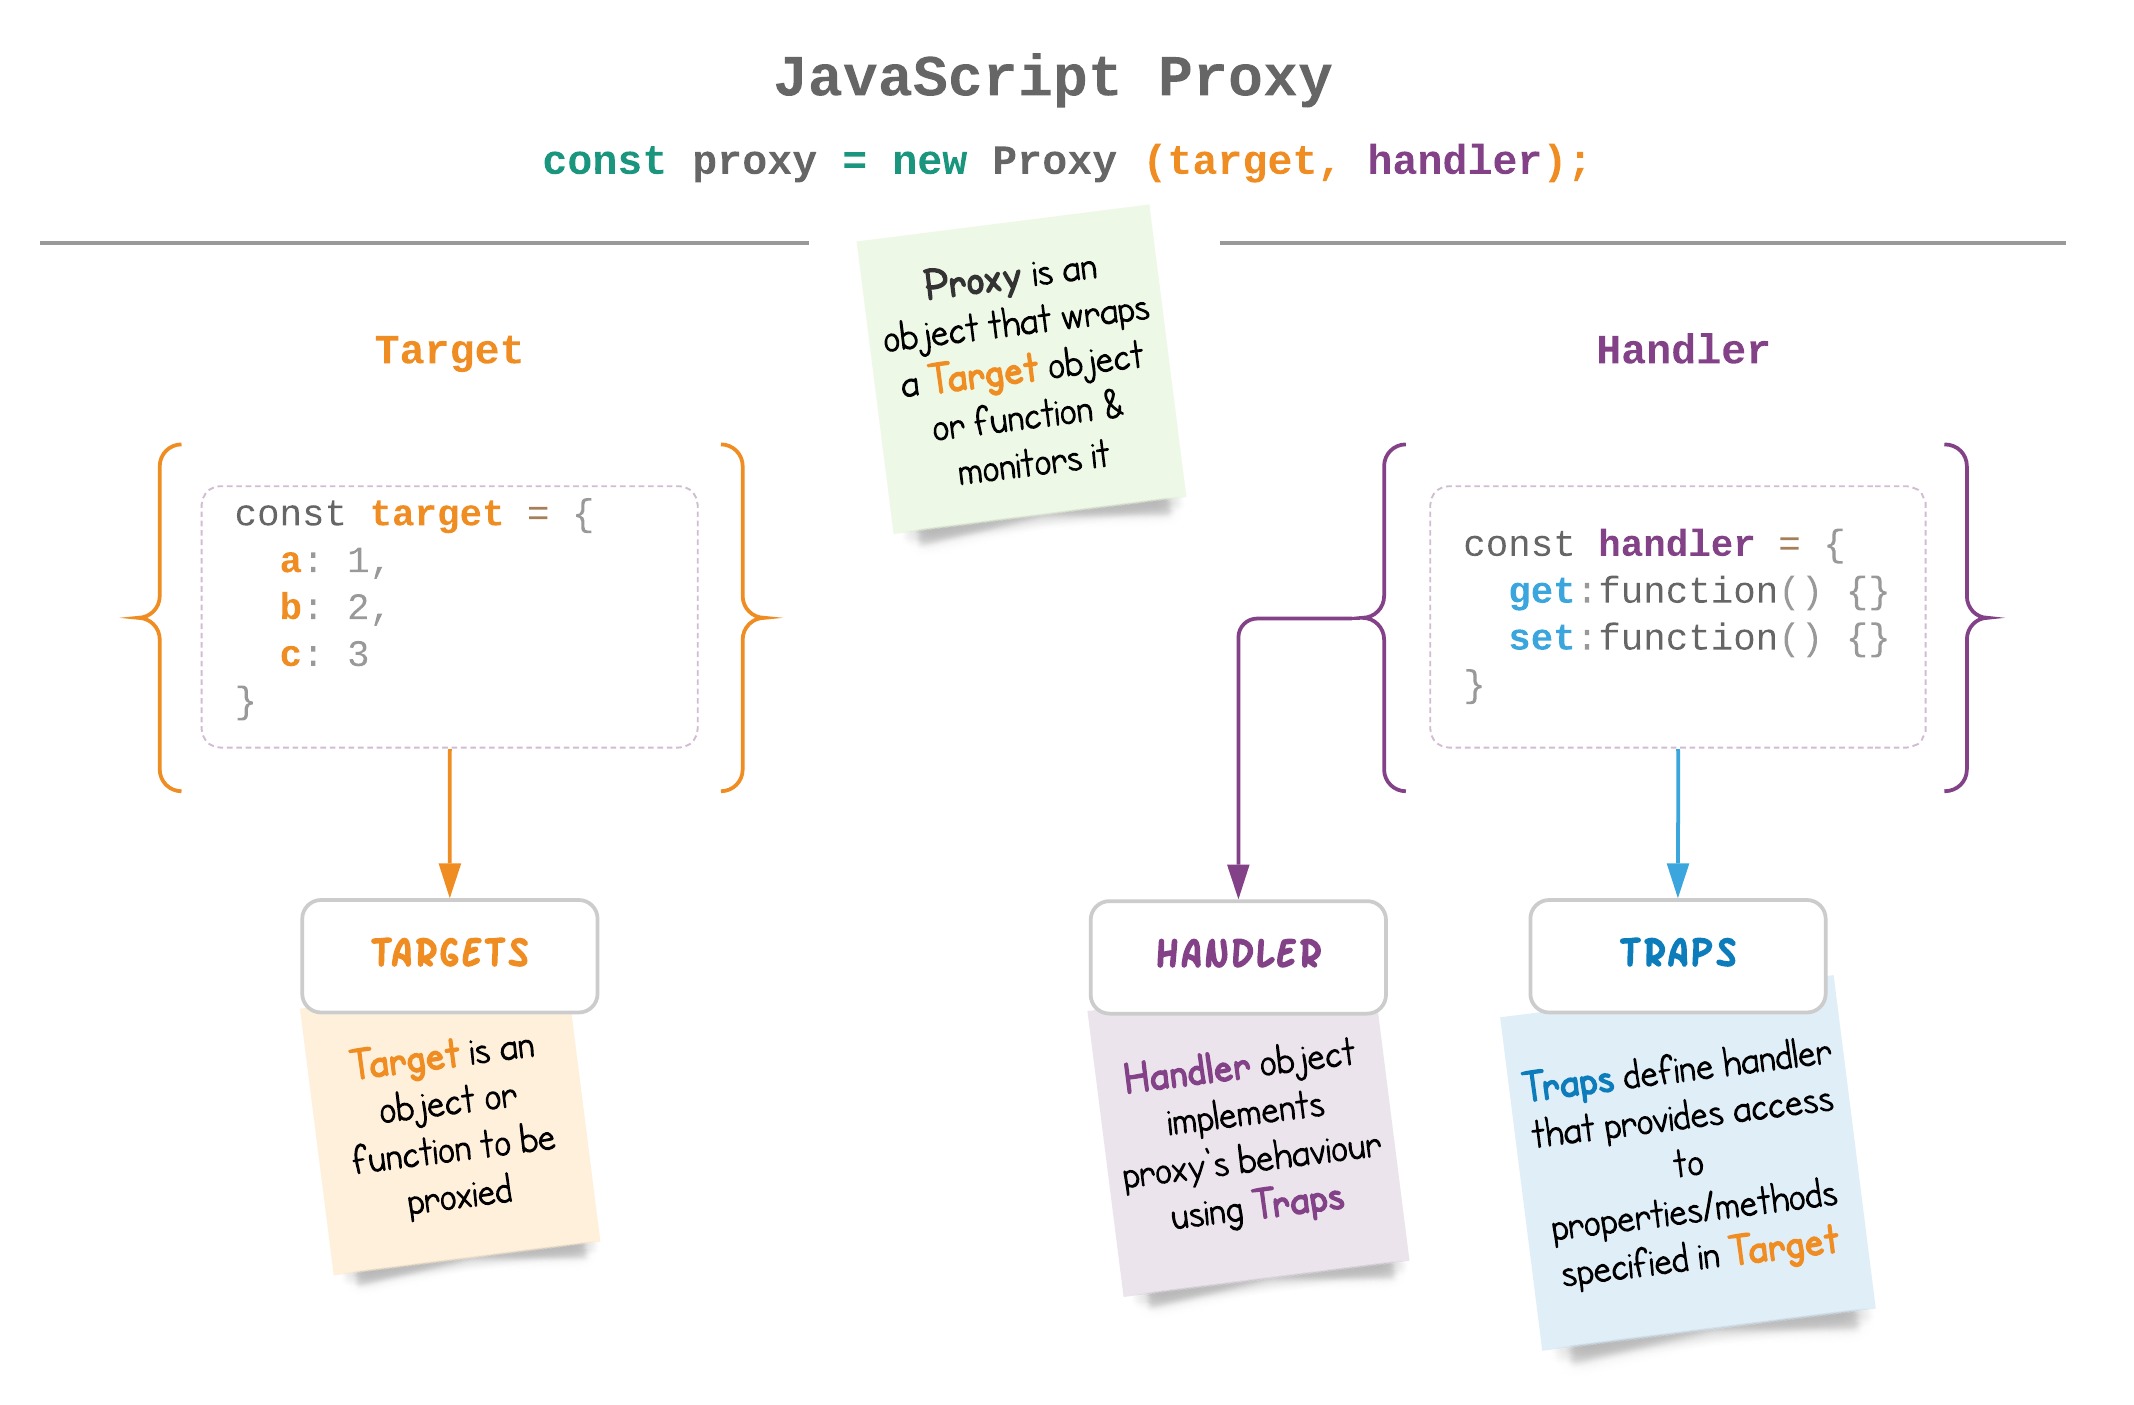 JavaScript Proxy
const proxy = new Proxy (target, handler);
Proxy is an
object that wraps
a Target object
or function &
monitors it
Target
const target = {
  a: 1,
  b: 2,
  c: 3
}
TARGETS
Target is an
object or
function to be
proxied
Handler
const handler = {
  get:function() {}
  set:function() {}
}
HANDLER
Handler object
implements
proxy's behaviour
using Traps
TRAPS
Traps define handler
that provides access
to
properties/methods
specified in Target